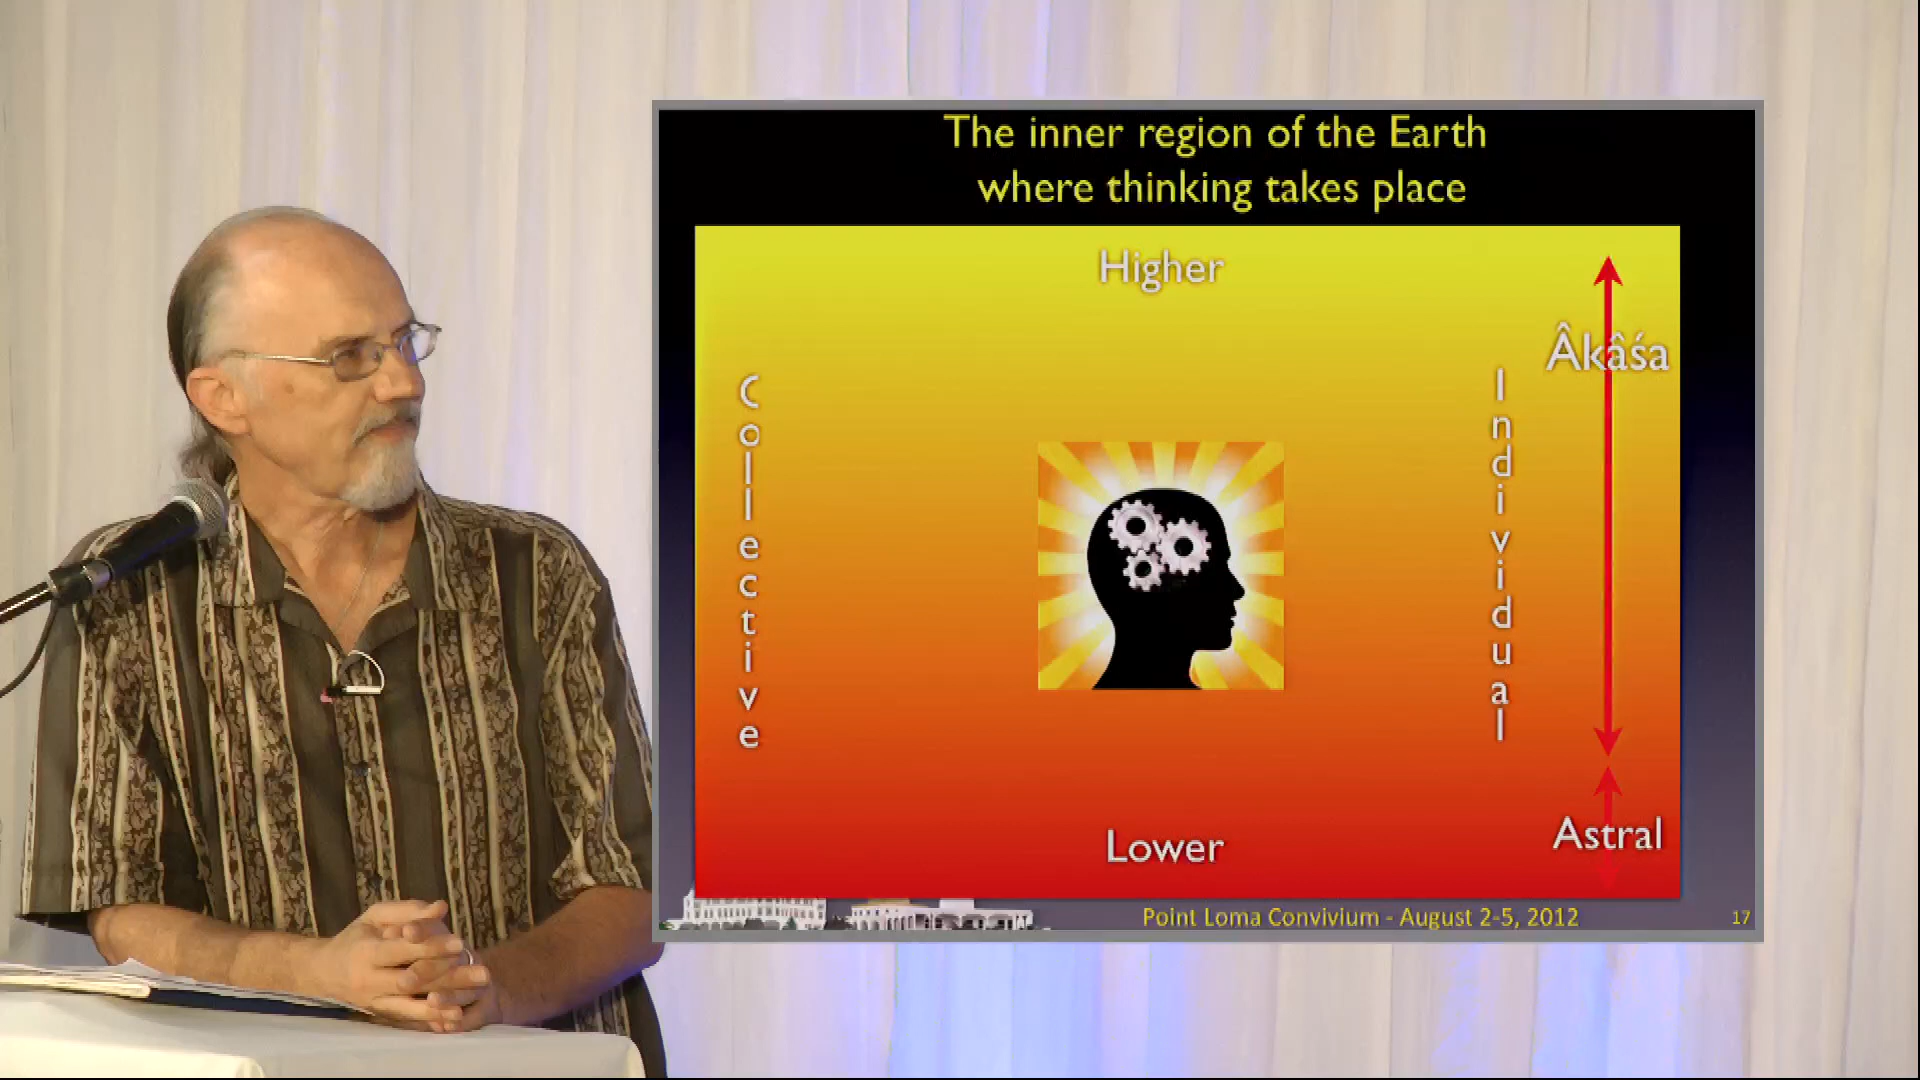 The inner region of the Earth
where thinking takes place
Higher
Âkâśa
Collective
Individual
Lower
Astral
Point Loma Convivium - August 2-5, 2012
17